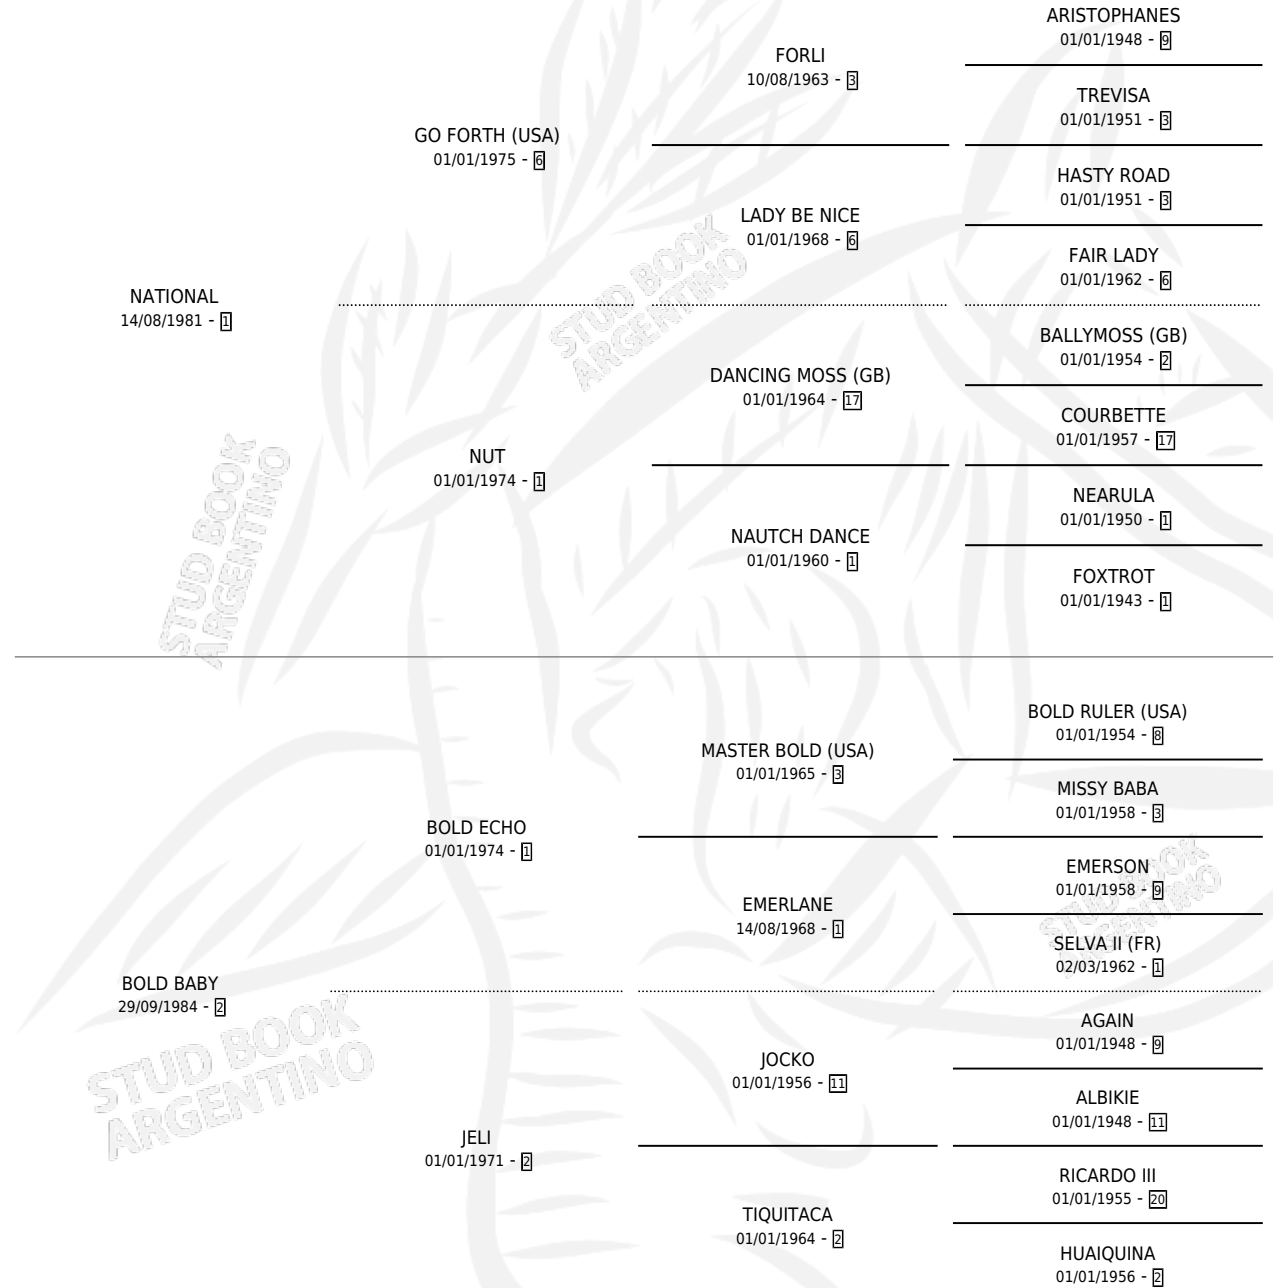 ARISTOPHANES
01/01/1948 - 9
FORLI
10/08/1963 - 3
TREVISA
01/01/1951 - 3
GO FORTH (USA)
01/01/1975 - 6
HASTY ROAD
01/01/1951 - 3
LADY BE NICE
01/01/1968 - 6
FAIR LADY
01/01/1962 - 6
NATIONAL
14/08/1981 - 1
STUD BOOK
ARGENTINO
BALLYMOSS (GB)
01/01/1954 - 2
DANCING MOSS (GB)
01/01/1964 - 17
COURBETTE
01/01/1957 - 17
NUT
01/01/1974 - 1
NEARULA
01/01/1950 - 1
NAUTCH DANCE
01/01/1960 - 1
FOXTROT
01/01/1943 - 1
STUD BOOK
ARGENTINO
BOLD RULER (USA)
01/01/1954 - 8
MASTER BOLD (USA)
01/01/1965 - 3
MISSY BABA
01/01/1958 - 3
BOLD ECHO
01/01/1974 - 1
EMERSON
01/01/1958 - 9
EMERLANE
14/08/1968 - 1
SELVA II (FR)
02/03/1962 - 1
STUD BOOK
ARGENTINO
BOLD BABY
29/09/1984 - 2
AGAIN
01/01/1948 - 9
JOCKO
01/01/1956 - 11
ALBIKIE
01/01/1948 - 11
STUD BOOK
ARGENTINO
JELI
01/01/1971 - 2
RICARDO III
01/01/1955 - 20
TIQUITACA
01/01/1964 - 2
HUAIQUINA
01/01/1956 - 2